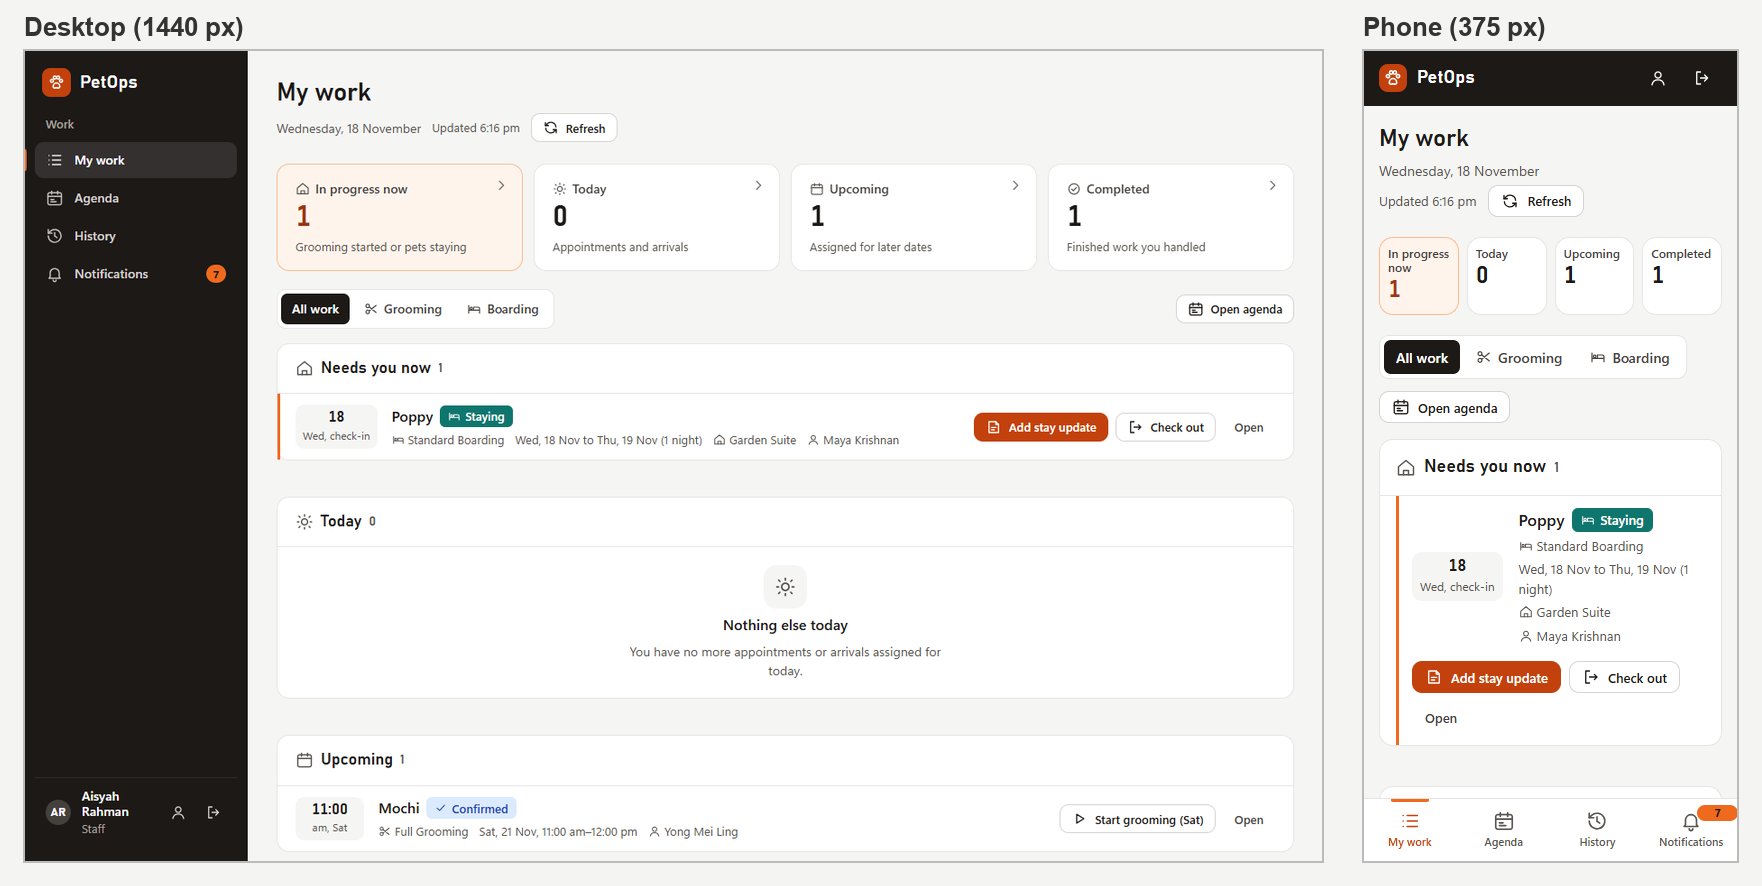 Desktop (1440 px)
PetOps
Work
My work
Agenda
History
Notifications
7
AR
Aisyah
Rahman
Staff
My work
Wednesday, 18 November
Updated 6:16 pm
Refresh
In progress now
1
Grooming started or pets staying
Today
0
Appointments and arrivals
Upcoming
1
Assigned for later dates
Completed
1
Finished work you handled
All work
Grooming
Boarding
Open agenda
Needs you now 1
18
Wed, check-in
Poppy
Staying
Standard Boarding
Wed, 18 Nov to Thu, 19 Nov (1 night)
Garden Suite
Maya Krishnan
Add stay update
Check out
Open
Today 0
Nothing else today
You have no more appointments or arrivals assigned for
today.
Upcoming 1
11:00
am, Sat
Mochi
Confirmed
Full Grooming
Sat, 21 Nov, 11:00 am–12:00 pm
Yong Mei Ling
Start grooming (Sat)
Open
Phone (375 px)
PetOps
My work
Wednesday, 18 November
Updated 6:16 pm
Refresh
In progress
now
1
Today
0
Upcoming
1
Completed
1
All work
Grooming
Boarding
Open agenda
Needs you now 1
18
Wed, check-in
Poppy
Staying
Standard Boarding
Wed, 18 Nov to Thu, 19 Nov (1
night)
Garden Suite
Maya Krishnan
Add stay update
Check out
Open
My work
Agenda
History
Notifications
7